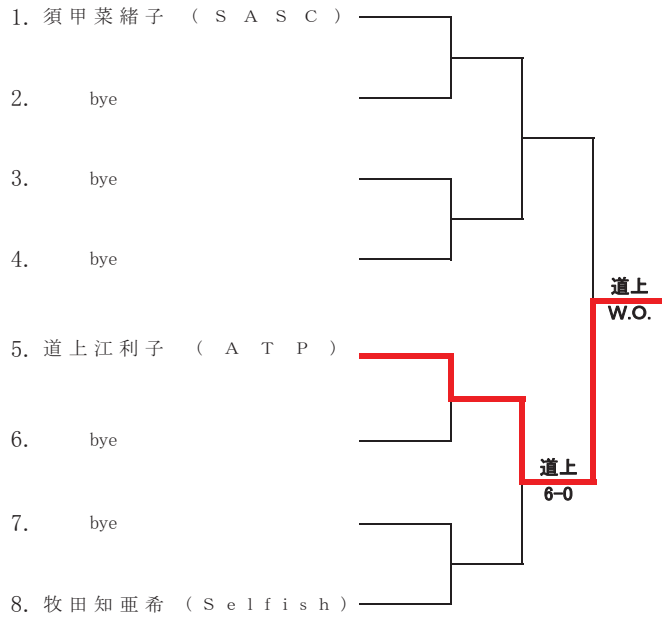 1. 須甲菜緒子 (SASC)
2. bye
3. bye
4. bye
道上
W.O.
5. 道上江利子 (ATP)
6. bye
道上
6-0
7. bye
8. 牧田知亜希 (Selfish)